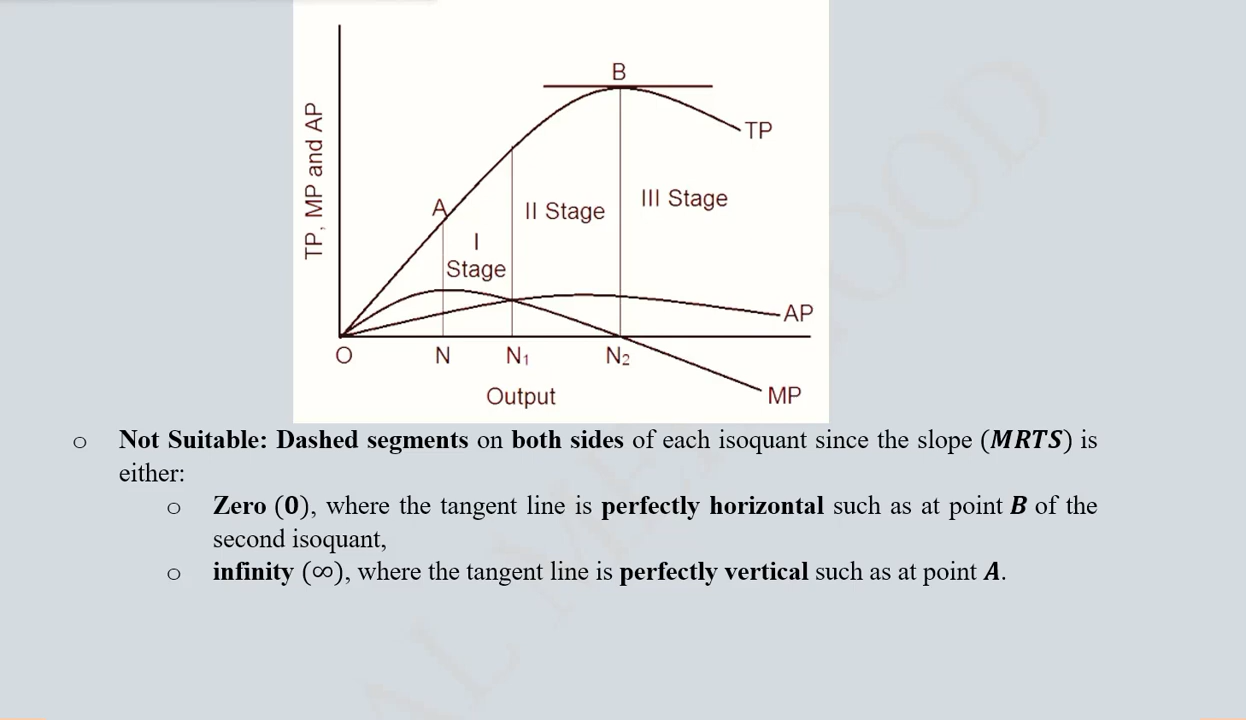 B
TP
TP, MP and AP
A
II Stage
III Stage
I
Stage
AP
O
N
N₁
N₂
Output
MP
○ Not Suitable: Dashed segments on both sides of each isoquant since the slope (MRTS) is
either:
○ Zero (0), where the tangent line is perfectly horizontal such as at point B of the
second isoquant,
○ infinity (∞), where the tangent line is perfectly vertical such as at point A.